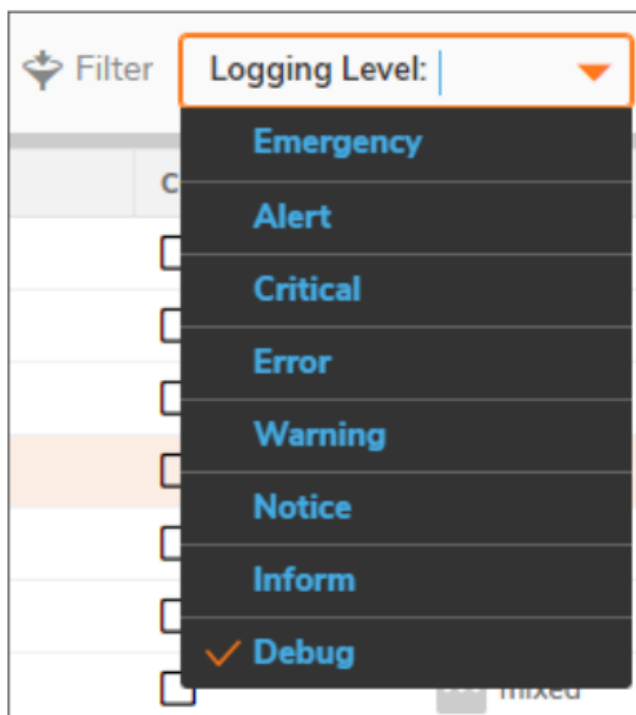 Filter
Logging Level:
Emergency
C
Alert
Critical
Error
Warning
Notice
Inform
Debug
mixed